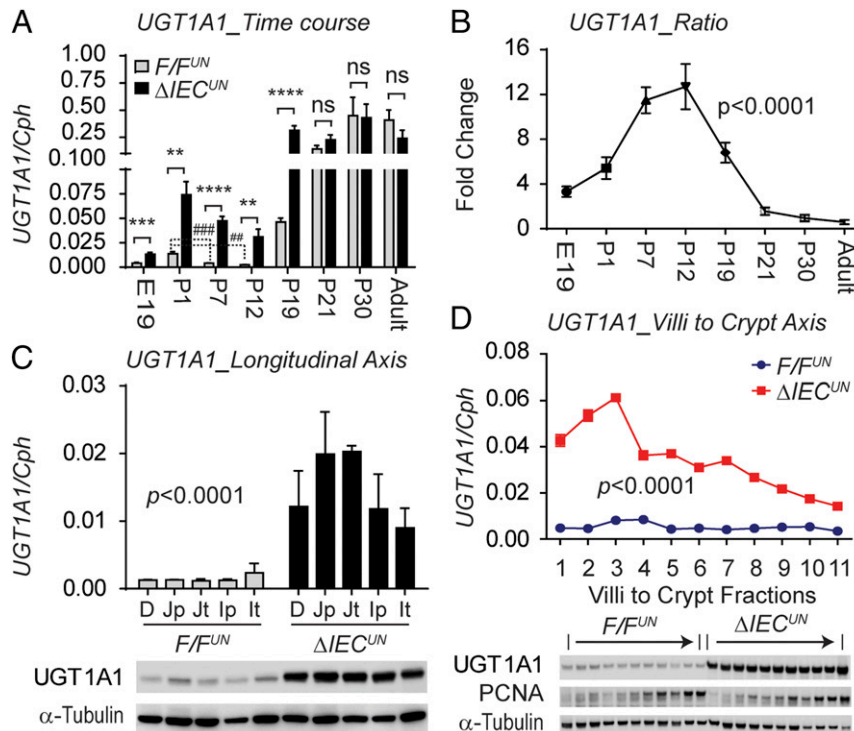 A
UGT1A1_Time course
F/F^UN
ΔIEC^UN
UGT1A1/Cph
1.00
0.75
0.50
0.25
0.100
0.075
0.050
0.025
0.000
***
**
****
**
****
ns
ns
ns
###
##
E19
P1
P7
P12
P19
P21
P30
Adult
B
UGT1A1_Ratio
Fold Change
16
12
8
4
0
p<0.0001
E19
P1
P7
P12
P19
P21
P30
Adult
C
UGT1A1_Longitudinal Axis
UGT1A1/Cph
0.03
0.02
0.01
0.00
p<0.0001
D Jp Jt Ip It D Jp Jt Ip It
F/F^UN ΔIEC^UN
UGT1A1
α-Tubulin
D
UGT1A1_Villi to Crypt Axis
F/F^UN
ΔIEC^UN
UGT1A1/Cph
0.08
0.06
0.04
0.02
0.00
p<0.0001
1 2 3 4 5 6 7 8 9 10 11
Villi to Crypt Fractions
F/F^UN ΔIEC^UN
UGT1A1
PCNA
α-Tubulin